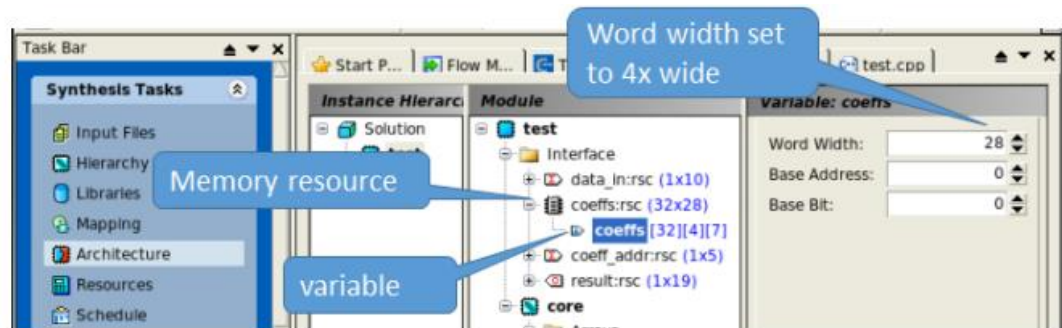 Word width set
to 4x wide
Task Bar
Start P...
Flow M...
test.cpp
Synthesis Tasks
Instance Hierarc
Module
Variable: coeffs
Input Files
Hierarchy
Libraries
Mapping
Architecture
Resources
Schedule
Solution
Memory resource
variable
test
Interface
data_in:rsc (1x10)
coeffs:rsc (32x28)
coeffs [32][4][7]
coeff_addr:rsc (1x5)
result:rsc (1x19)
core
Word Width: 28
Base Address: 0
Base Bit: 0